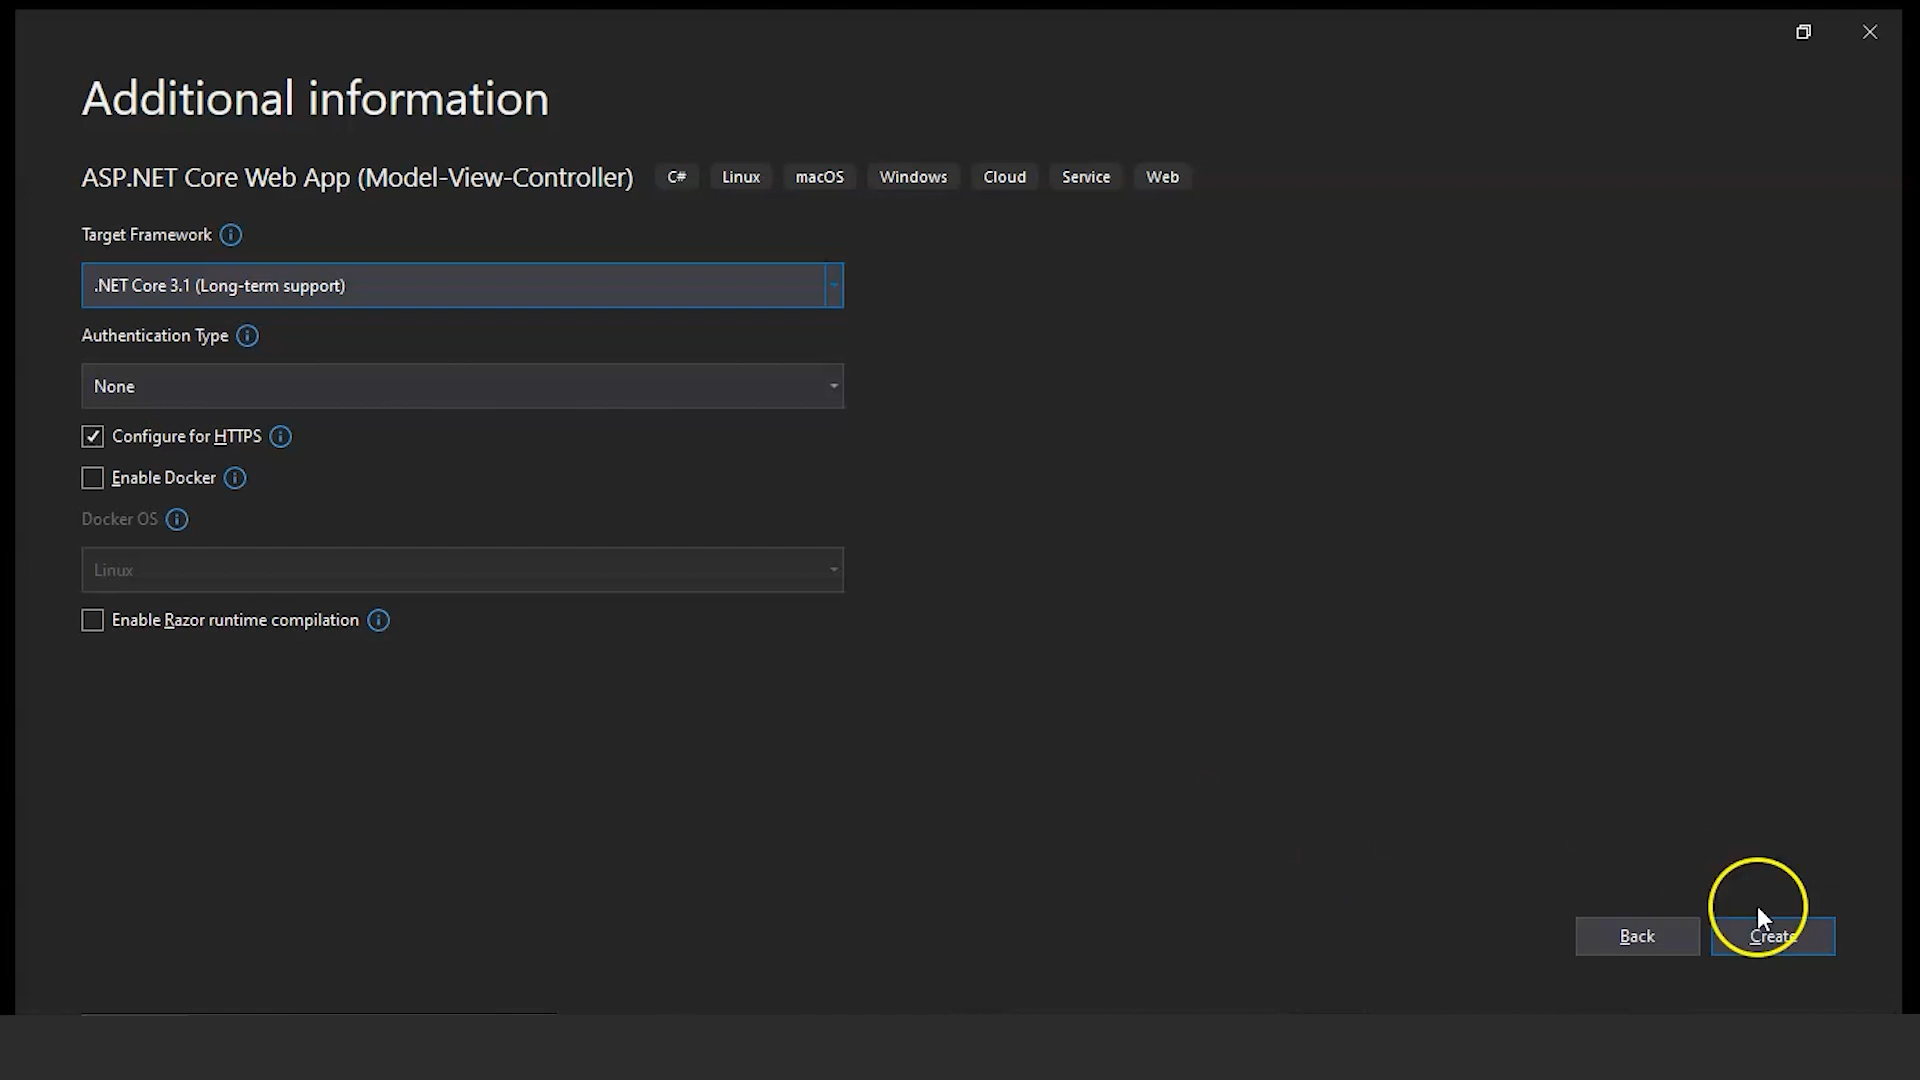 Additional information
ASP.NET Core Web App (Model-View-Controller) C# Linux macOS Windows Cloud Service Web
Target Framework
.NET Core 3.1 (Long-term support)
Authentication Type
None
Configure for HTTPS
Enable Docker
Docker OS
Linux
Enable Razor runtime compilation
Back Create